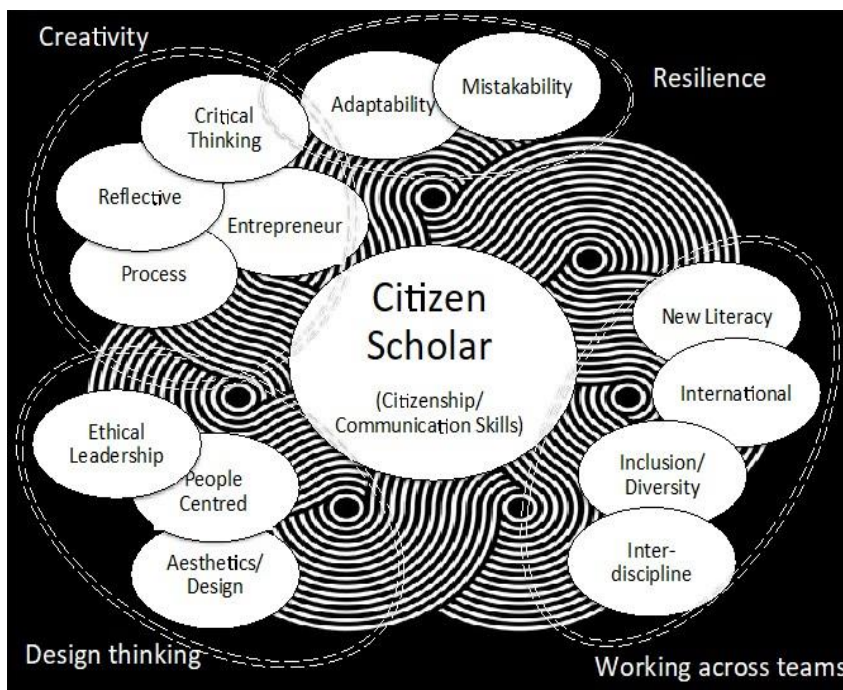 Creativity
Resilience
Mistakability
Adaptability
Critical
Thinking
Reflective
Entrepreneur
Process
Citizen
Scholar
(Citizenship/
Communication Skills)
New Literacy
International
Inclusion/
Diversity
Inter-
discipline
Ethical
Leadership
People
Centred
Aesthetics/
Design
Design thinking
Working across teams